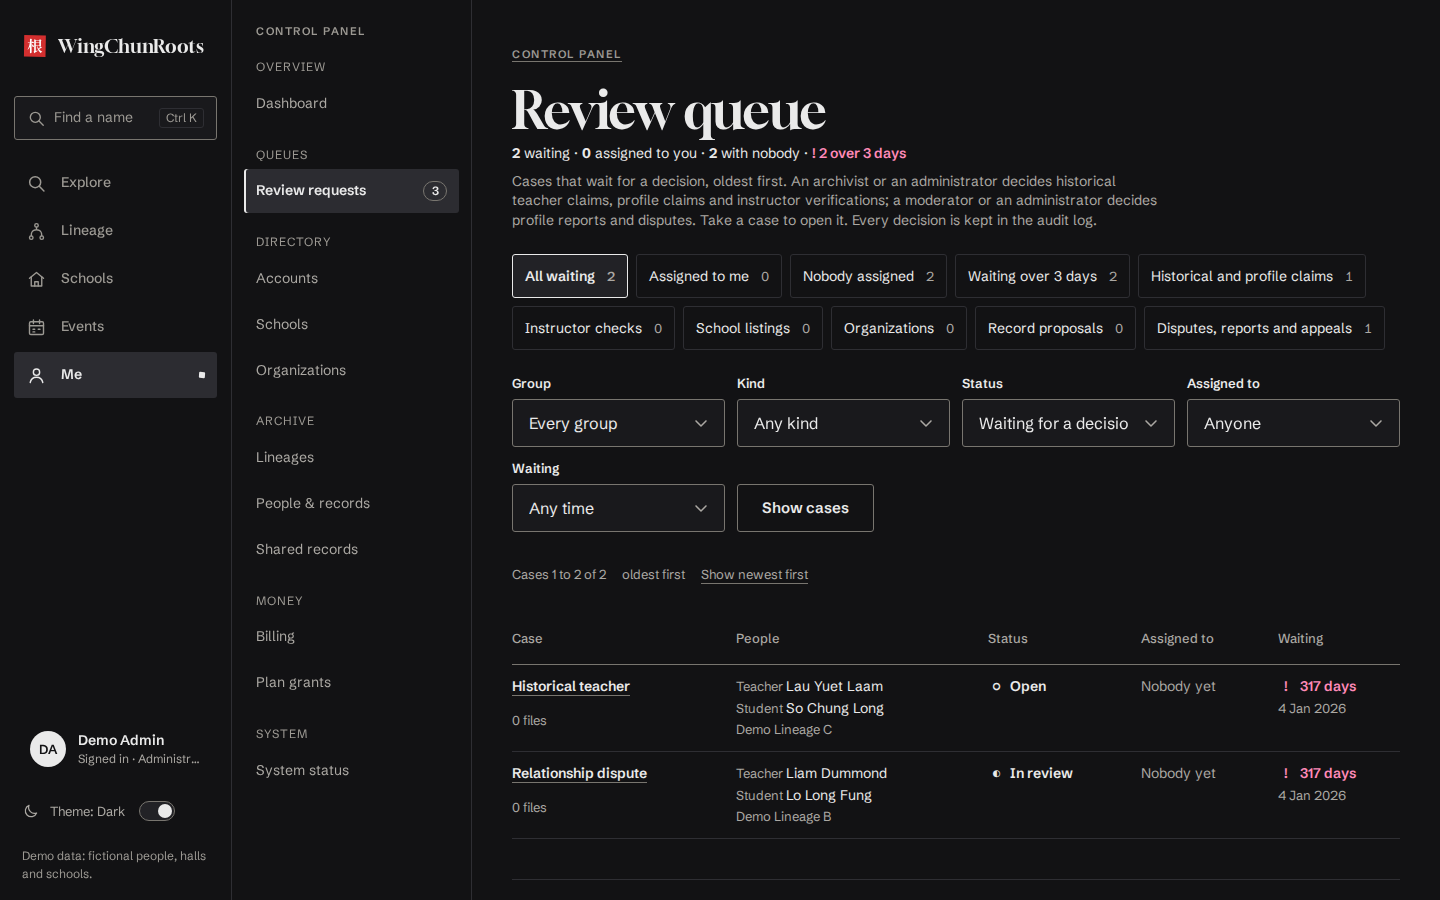 根 WingChunRoots
Find a name Ctrl K
Explore
Lineage
Schools
Events
Me
DA Demo Admin
Signed in · Administr...
Theme: Dark
Demo data: fictional people, halls
and schools.
CONTROL PANEL
OVERVIEW
Dashboard
QUEUES
Review requests 3
DIRECTORY
Accounts
Schools
Organizations
ARCHIVE
Lineages
People & records
Shared records
MONEY
Billing
Plan grants
SYSTEM
System status
CONTROL PANEL
Review queue
2 waiting · 0 assigned to you · 2 with nobody · ! 2 over 3 days
Cases that wait for a decision, oldest first. An archivist or an administrator decides historical
teacher claims, profile claims and instructor verifications; a moderator or an administrator decides
profile reports and disputes. Take a case to open it. Every decision is kept in the audit log.
All waiting 2 Assigned to me 0 Nobody assigned 2 Waiting over 3 days 2 Historical and profile claims 1
Instructor checks 0 School listings 0 Organizations 0 Record proposals 0 Disputes, reports and appeals 1
Group Kind Status Assigned to
Every group Any kind Waiting for a decisio Anyone
Waiting
Any time Show cases
Cases 1 to 2 of 2 oldest first Show newest first
Case People Status Assigned to Waiting
Historical teacher Teacher Lau Yuet Laam Open Nobody yet ! 317 days
Student So Chung Long 4 Jan 2026
0 files
Demo Lineage C
Relationship dispute Teacher Liam Dummond In review Nobody yet ! 317 days
Student Lo Long Fung 4 Jan 2026
0 files
Demo Lineage B